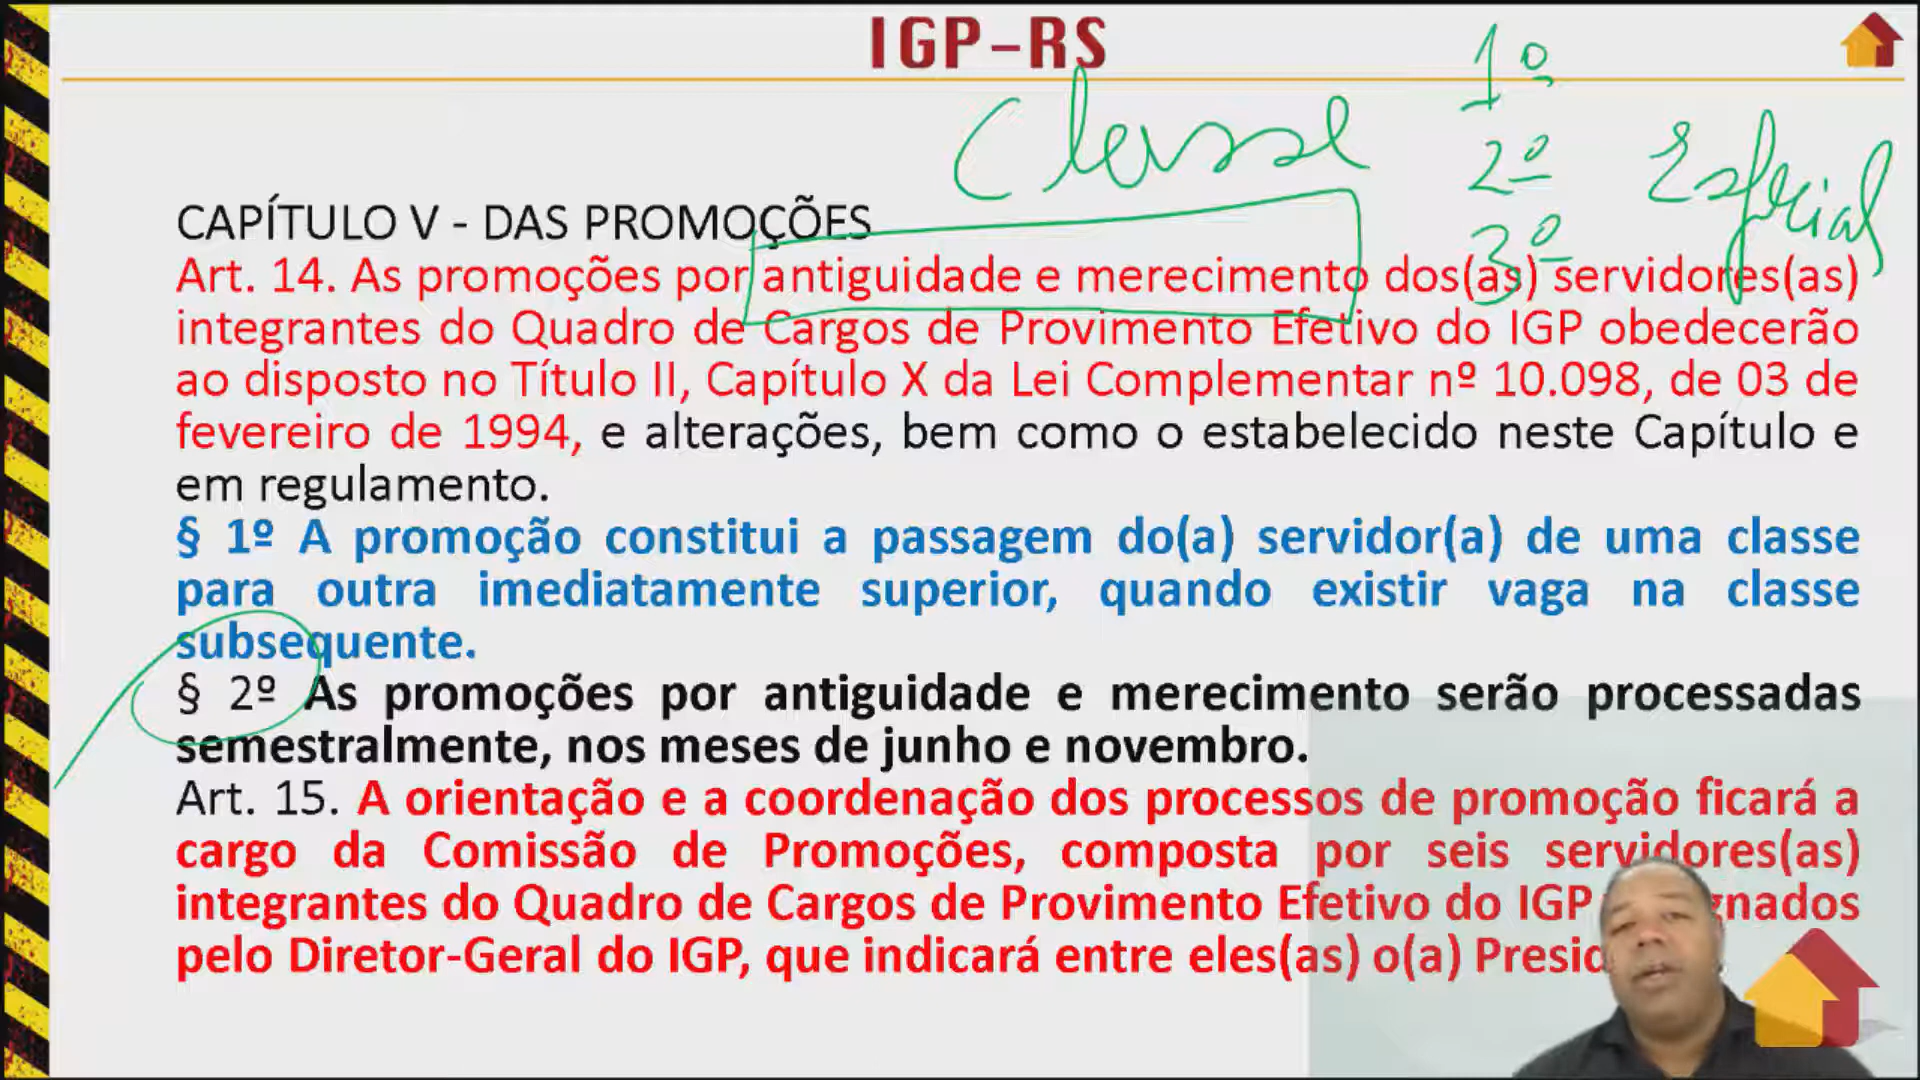 IGP-RS
Classe
1º
2º
3º
Especial
CAPÍTULO V - DAS PROMOÇÕES
Art. 14. As promoções por antiguidade e merecimento dos(as) servidores(as)
integrantes do Quadro de Cargos de Provimento Efetivo do IGP obedecerão
ao disposto no Título II, Capítulo X da Lei Complementar nº 10.098, de 03 de
fevereiro de 1994, e alterações, bem como o estabelecido neste Capítulo e
em regulamento.
§ 1º A promoção constitui a passagem do(a) servidor(a) de uma classe
para outra imediatamente superior, quando existir vaga na classe
subsequente.
§ 2º As promoções por antiguidade e merecimento serão processadas
semestralmente, nos meses de junho e novembro.
Art. 15. A orientação e a coordenação dos processos de promoção ficará a
cargo da Comissão de Promoções, composta por seis servidores(as)
integrantes do Quadro de Cargos de Provimento Efetivo do IGP
pelo Diretor-Geral do IGP, que indicará entre eles(as) o(a)